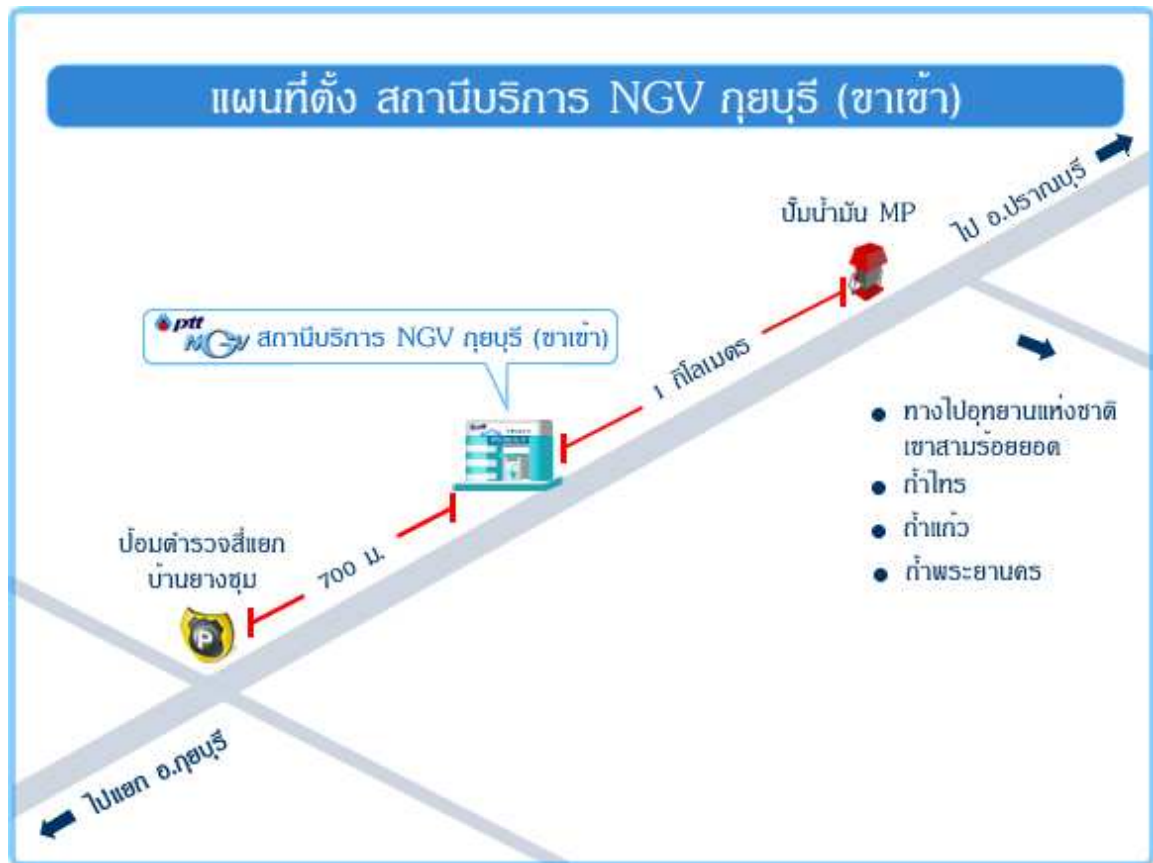 แผนที่ตั้ง สถานีบริการ NGV กุยบุรี (ขาเข้า)
ไป อ.ปราณบุรี
ปั๊มน้ำมัน MP
ptt
NGV สถานีบริการ NGV กุยบุรี (ขาเข้า)
1 กิโลเมตร
ทางไปอุทยานแห่งชาติ
เขาสามร้อยยอด
ถ้ำไทร
ถ้ำแก้ว
ถ้ำพระยานคร
ป้อมตำรวจสี่แยก
บ้านยางชุม
700 ม.
P
ไปแยก อ.กุยบุรี